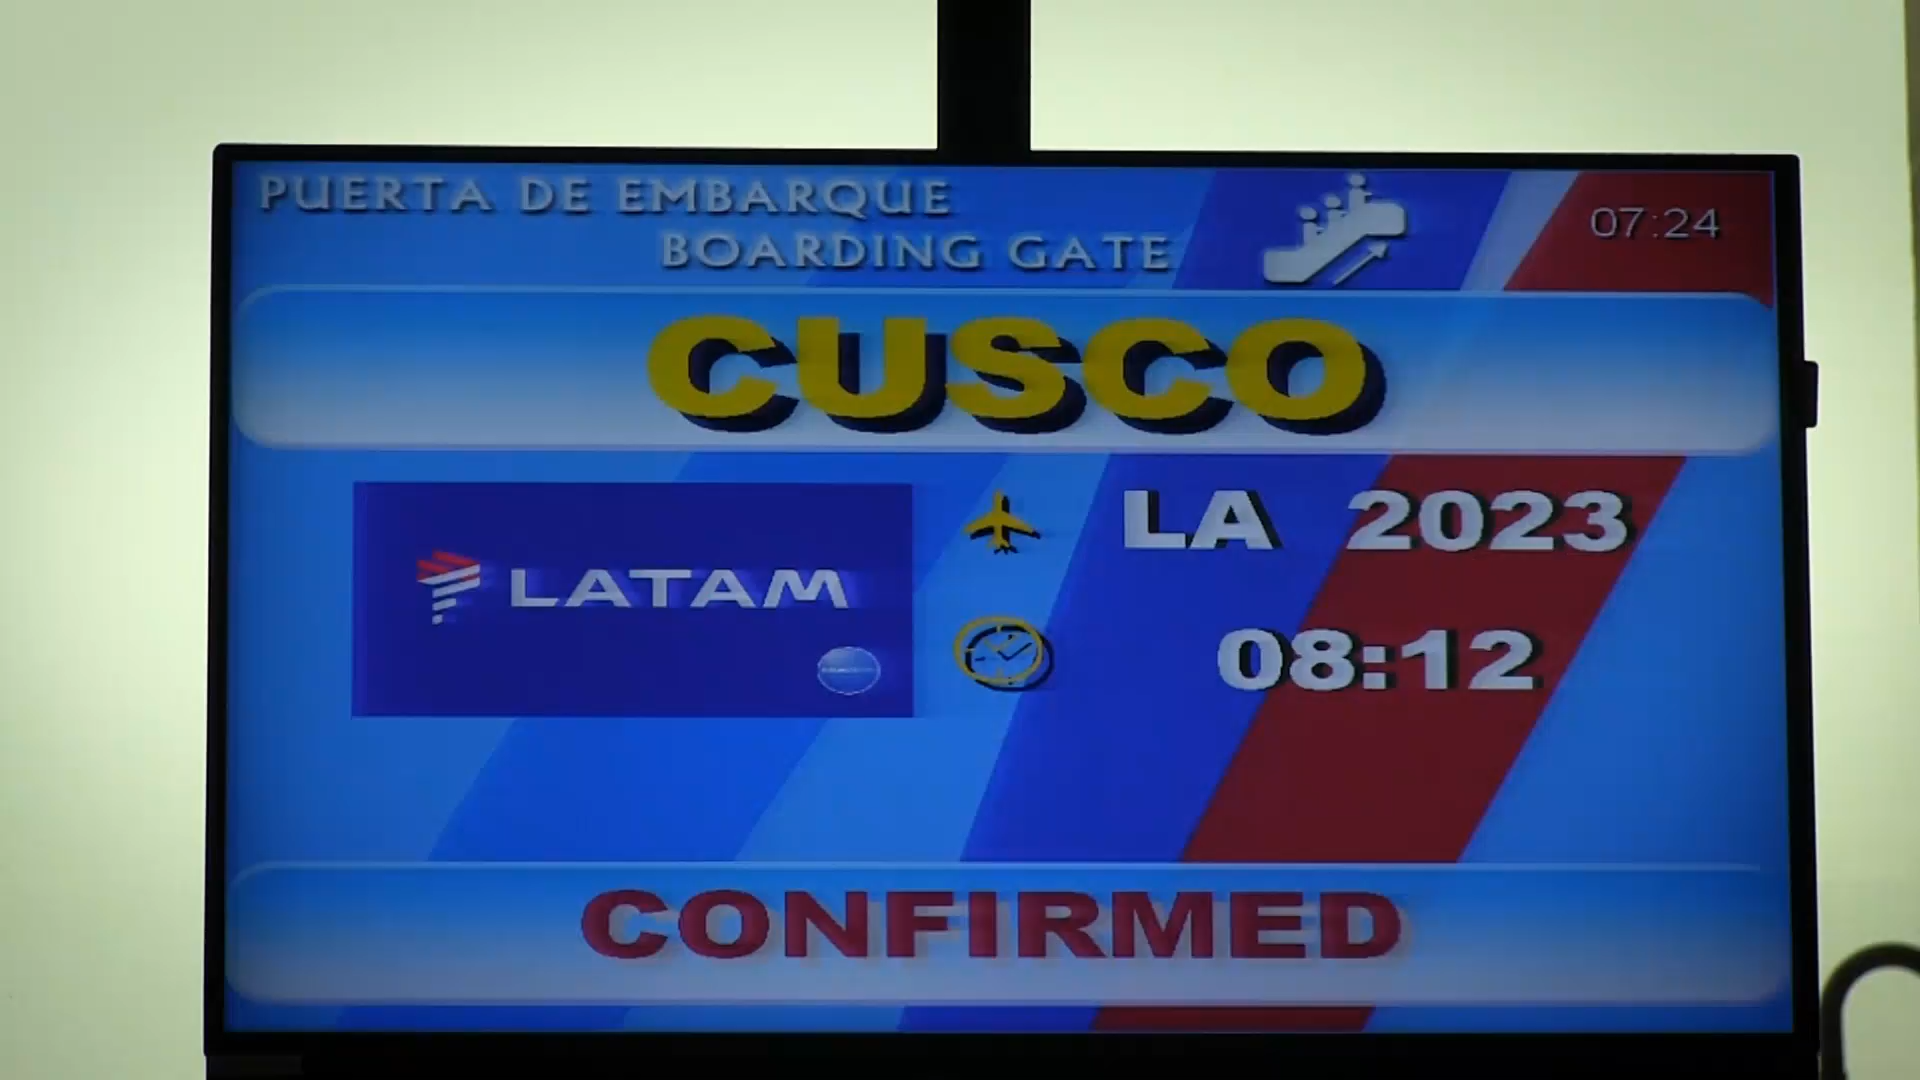 PUERTA DE EMBARQUE
BOARDING GATE
07:24
CUSCO
LATAM
LA 2023
08:12
CONFIRMED